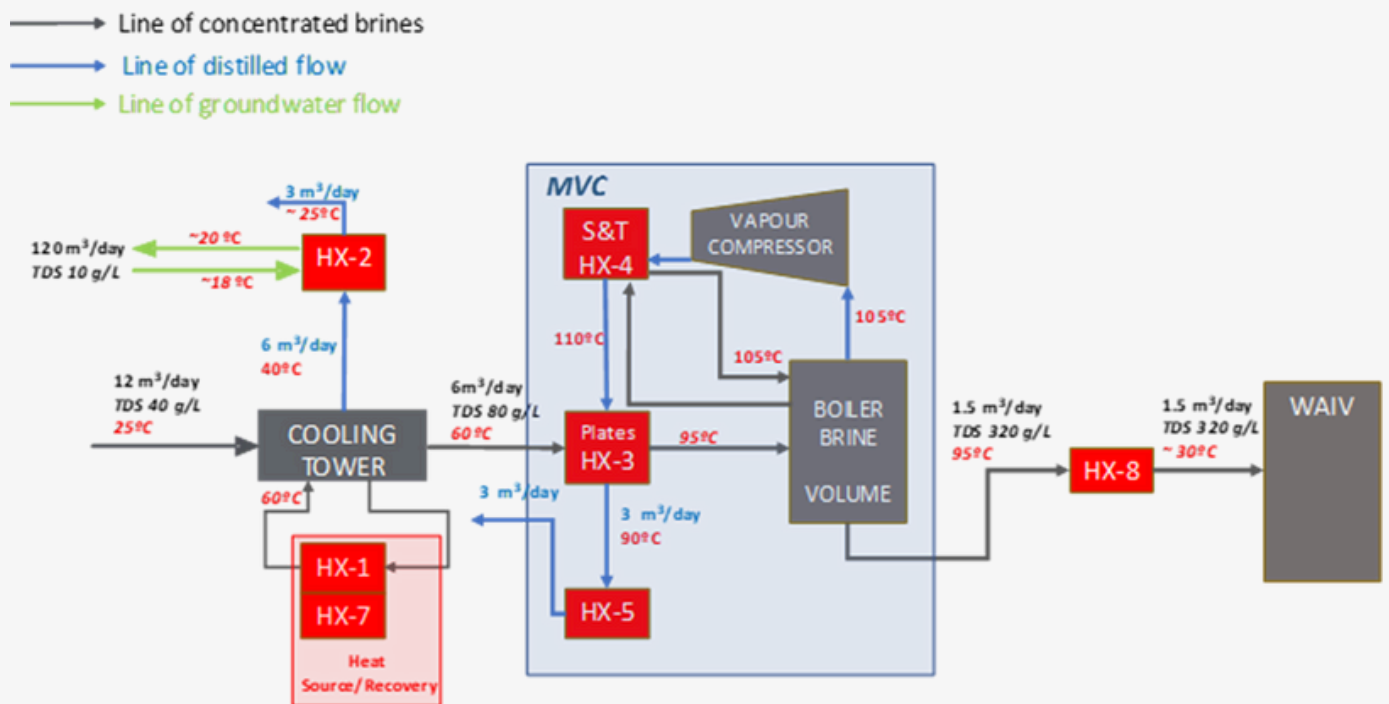 Line of concentrated brines
Line of distilled flow
Line of groundwater flow
3 m³/day
~ 25ºC
120 m³/day
TDS 10 g/L
~20 ºC
~18 ºC
HX-2
6 m³/day
40ºC
12 m³/day
TDS 40 g/L
25ºC
COOLING
TOWER
60ºC
HX-1
HX-7
Heat
Source/Recovery
6m³/day
TDS 80 g/L
60ºC
MVC
S&T
HX-4
VAPOUR
COMPRESSOR
110ºC
105ºC
105ºC
Plates
HX-3
95ºC
BOILER
BRINE
VOLUME
3 m³/day
3 m³/day
90ºC
HX-5
1.5 m³/day
TDS 320 g/L
95ºC
HX-8
1.5 m³/day
TDS 320 g/L
~ 30ºC
WAIV